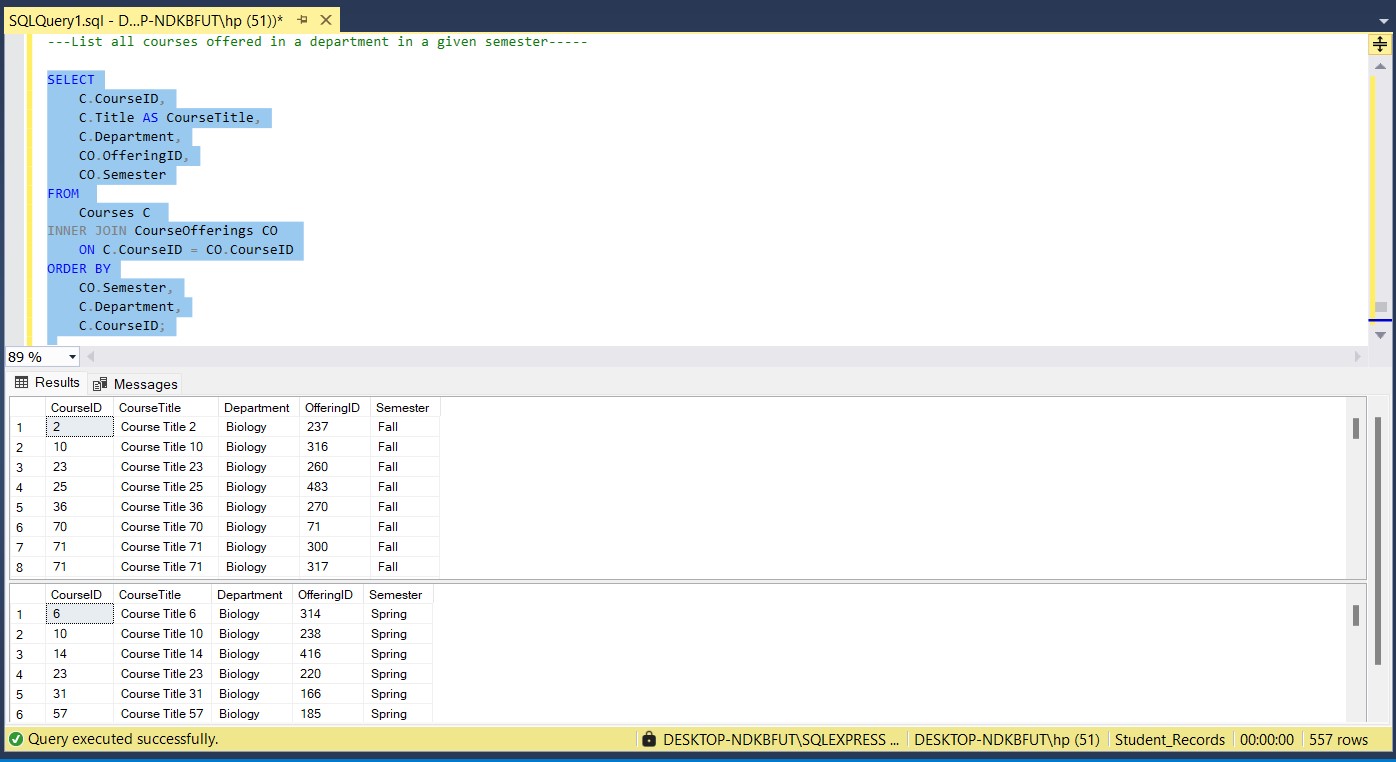 SQLQuery1.sql - D...P-NDKBFUT\hp (51))*
---List all courses offered in a department in a given semester-----
SELECT
C.CourseID,
C.Title AS CourseTitle,
C.Department,
CO.OfferingID,
CO.Semester
FROM
Courses C
INNER JOIN CourseOfferings CO
ON C.CourseID = CO.CourseID
ORDER BY
CO.Semester,
C.Department,
C.CourseID;
89 %
Results Messages
CourseID CourseTitle Department OfferingID Semester
1 2 Course Title 2 Biology 237 Fall
2 10 Course Title 10 Biology 316 Fall
3 23 Course Title 23 Biology 260 Fall
4 25 Course Title 25 Biology 483 Fall
5 36 Course Title 36 Biology 270 Fall
6 70 Course Title 70 Biology 71 Fall
7 71 Course Title 71 Biology 300 Fall
8 71 Course Title 71 Biology 317 Fall
CourseID CourseTitle Department OfferingID Semester
1 6 Course Title 6 Biology 314 Spring
2 10 Course Title 10 Biology 238 Spring
3 14 Course Title 14 Biology 416 Spring
4 23 Course Title 23 Biology 220 Spring
5 31 Course Title 31 Biology 166 Spring
6 57 Course Title 57 Biology 185 Spring
Query executed successfully. DESKTOP-NDKBFUT\SQLEXPRESS ... DESKTOP-NDKBFUT\hp (51) Student_Records 00:00:00 557 rows